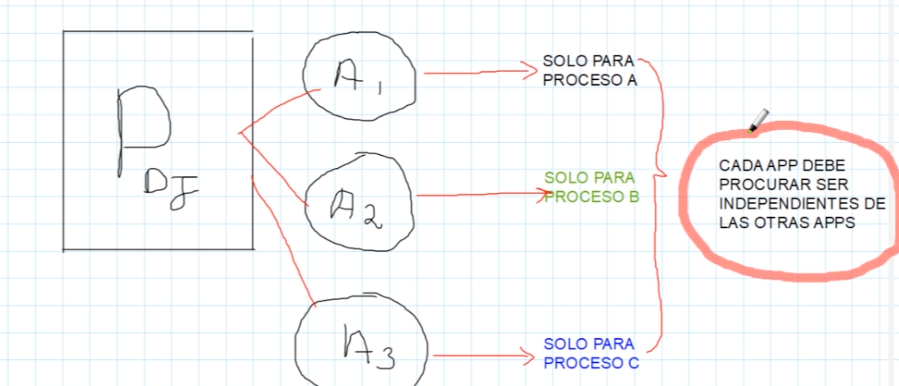 P
DJ
A1
SOLO PARA
PROCESO A
A2
SOLO PARA
PROCESO B
A3
SOLO PARA
PROCESO C
CADA APP DEBE
PROCURAR SER
INDEPENDIENTES DE
LAS OTRAS APPS